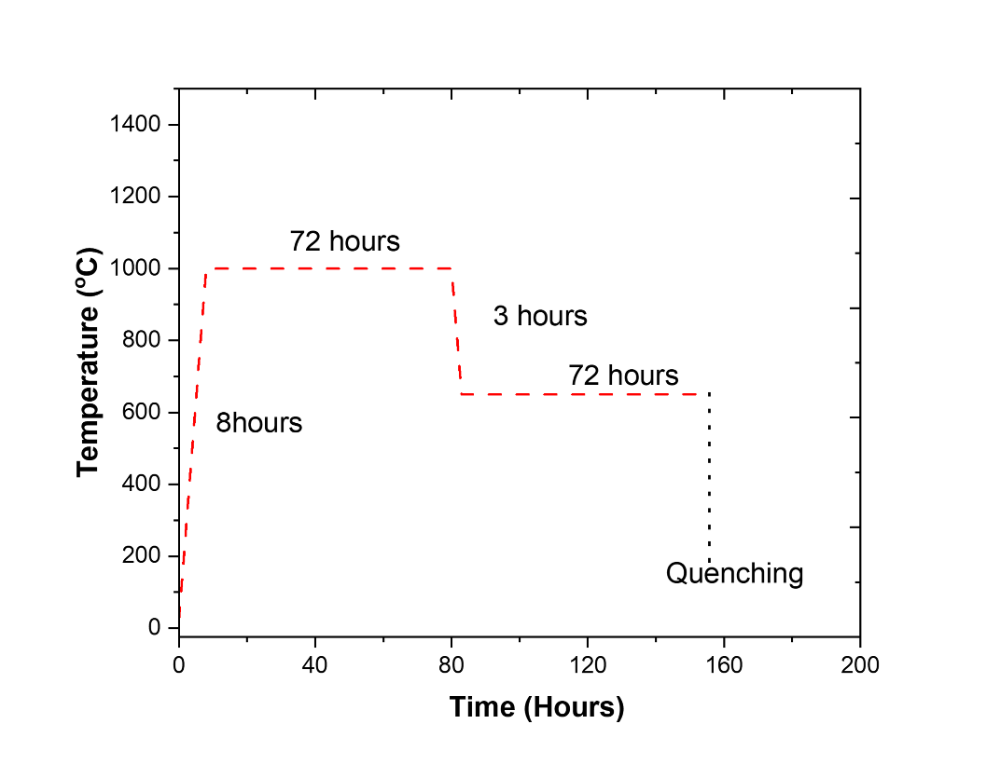 1400
1200
1000
800
600
400
200
0
Temperature (°C)
72 hours
3 hours
72 hours
8hours
Quenching
0 40 80 120 160 200
Time (Hours)